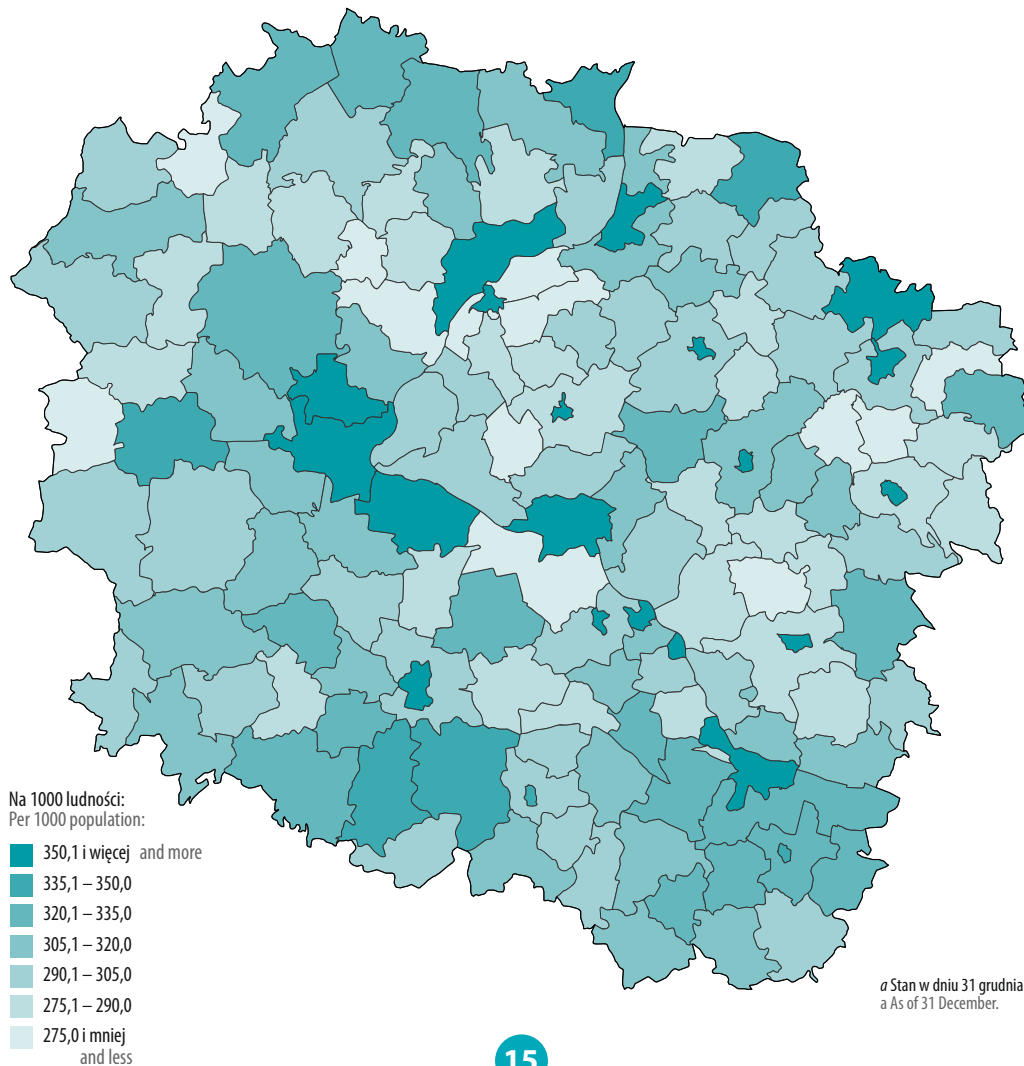 Na 1000 ludności:
Per 1000 population:
350,1 i więcej and more
335,1 – 350,0
320,1 – 335,0
305,1 – 320,0
290,1 – 305,0
275,1 – 290,0
275,0 i mniej
and less
a Stan w dniu 31 grudnia
a As of 31 December.
15